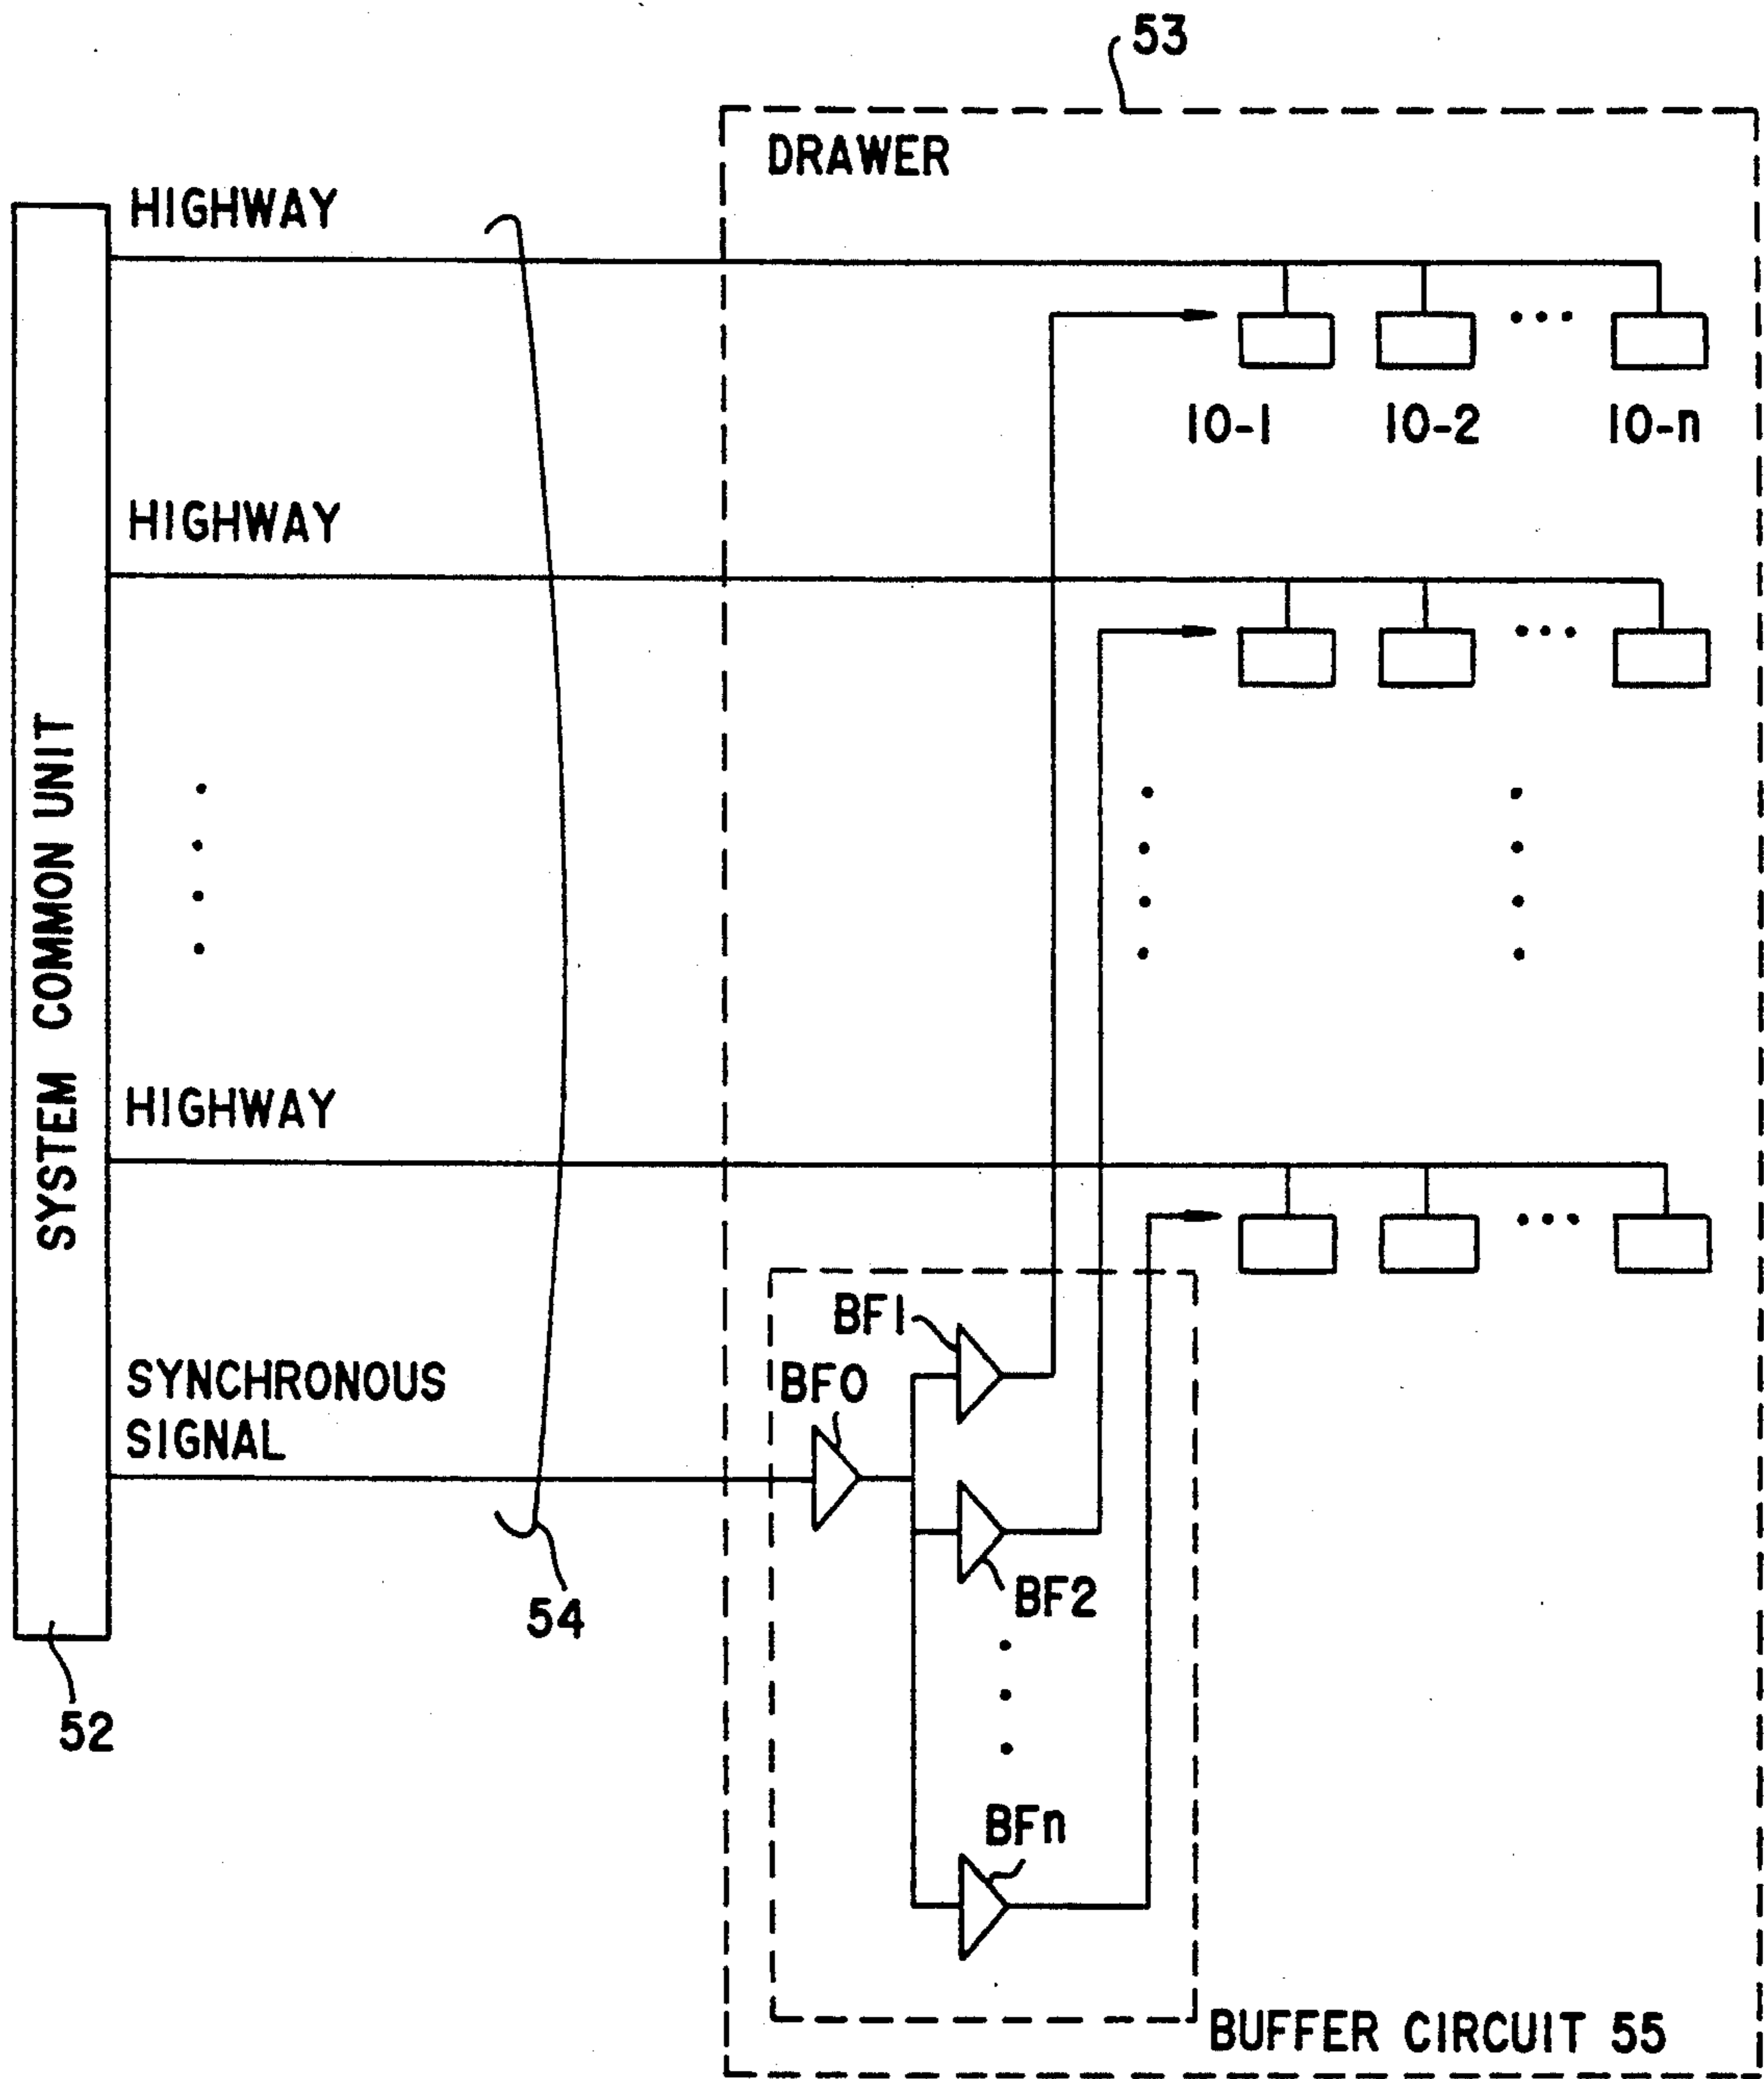 53
DRAWER
HIGHWAY
10-1 10-2 10-n
HIGHWAY
SYSTEM COMMON UNIT
HIGHWAY
BF1
SYNCHRONOUS
SIGNAL
BF0
BF2
54
52
BFn
BUFFER CIRCUIT 55